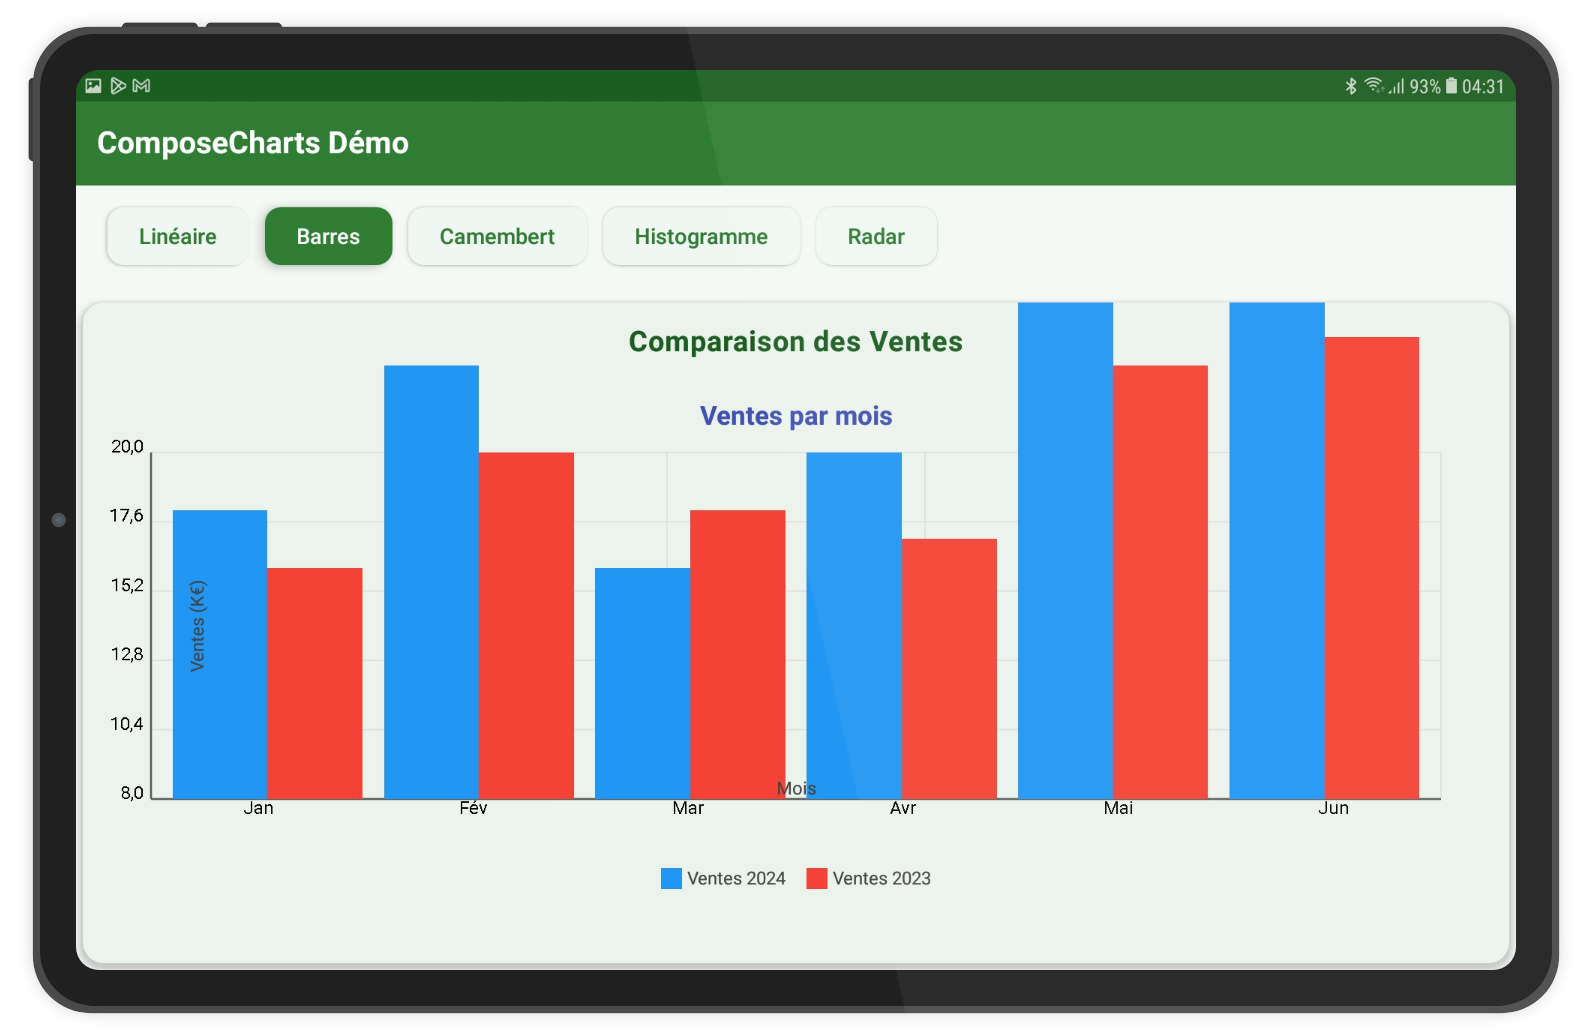 93% 04:31
ComposeCharts Démo
Linéaire Barres Camembert Histogramme Radar
Comparaison des Ventes
Ventes par mois
20,0
17,6
15,2
12,8
10,4
8,0
Ventes (K€)
Mois
Jan Fév Mar Avr Mai Jun
Ventes 2024 Ventes 2023